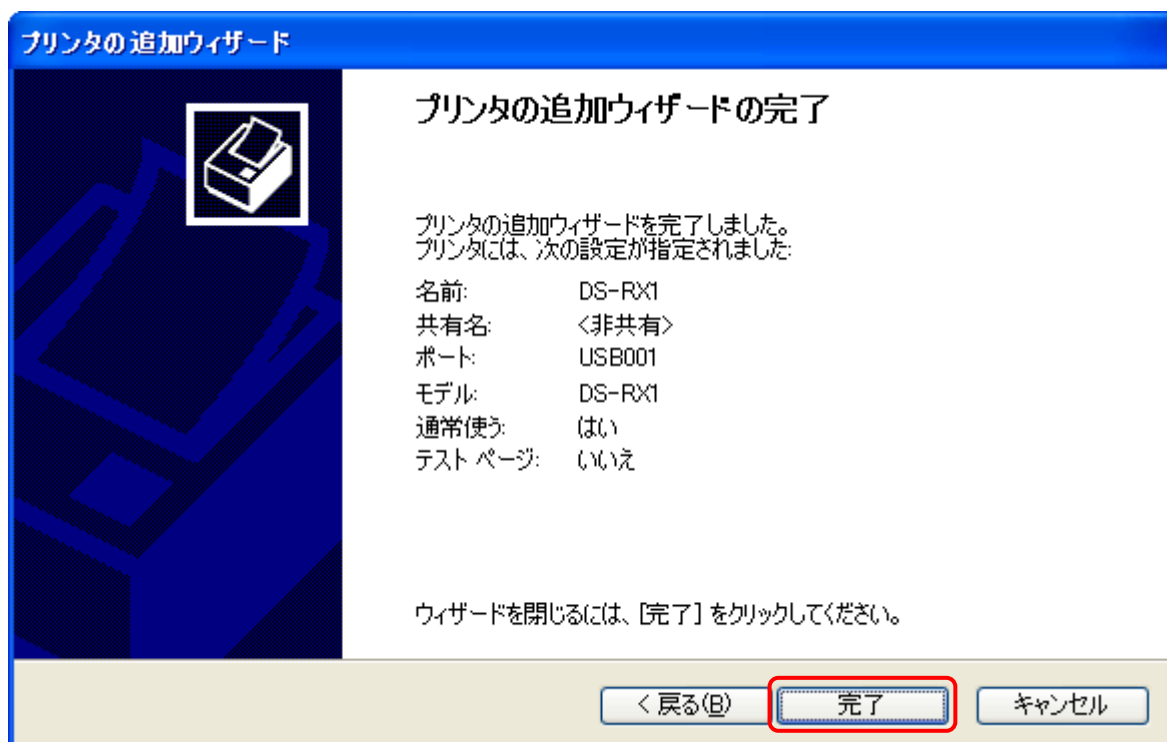 プリンタの追加ウィザード
プリンタの追加ウィザードの完了
プリンタの追加ウィザードを完了しました。
プリンタには、次の設定が指定されました:
名前: DS-RX1
共有名: <非共有>
ポート: USB001
モデル: DS-RX1
通常使う: はい
テスト ページ: いいえ
ウィザードを閉じるには、[完了] をクリックしてください。
< 戻る(B) 完了 キャンセル